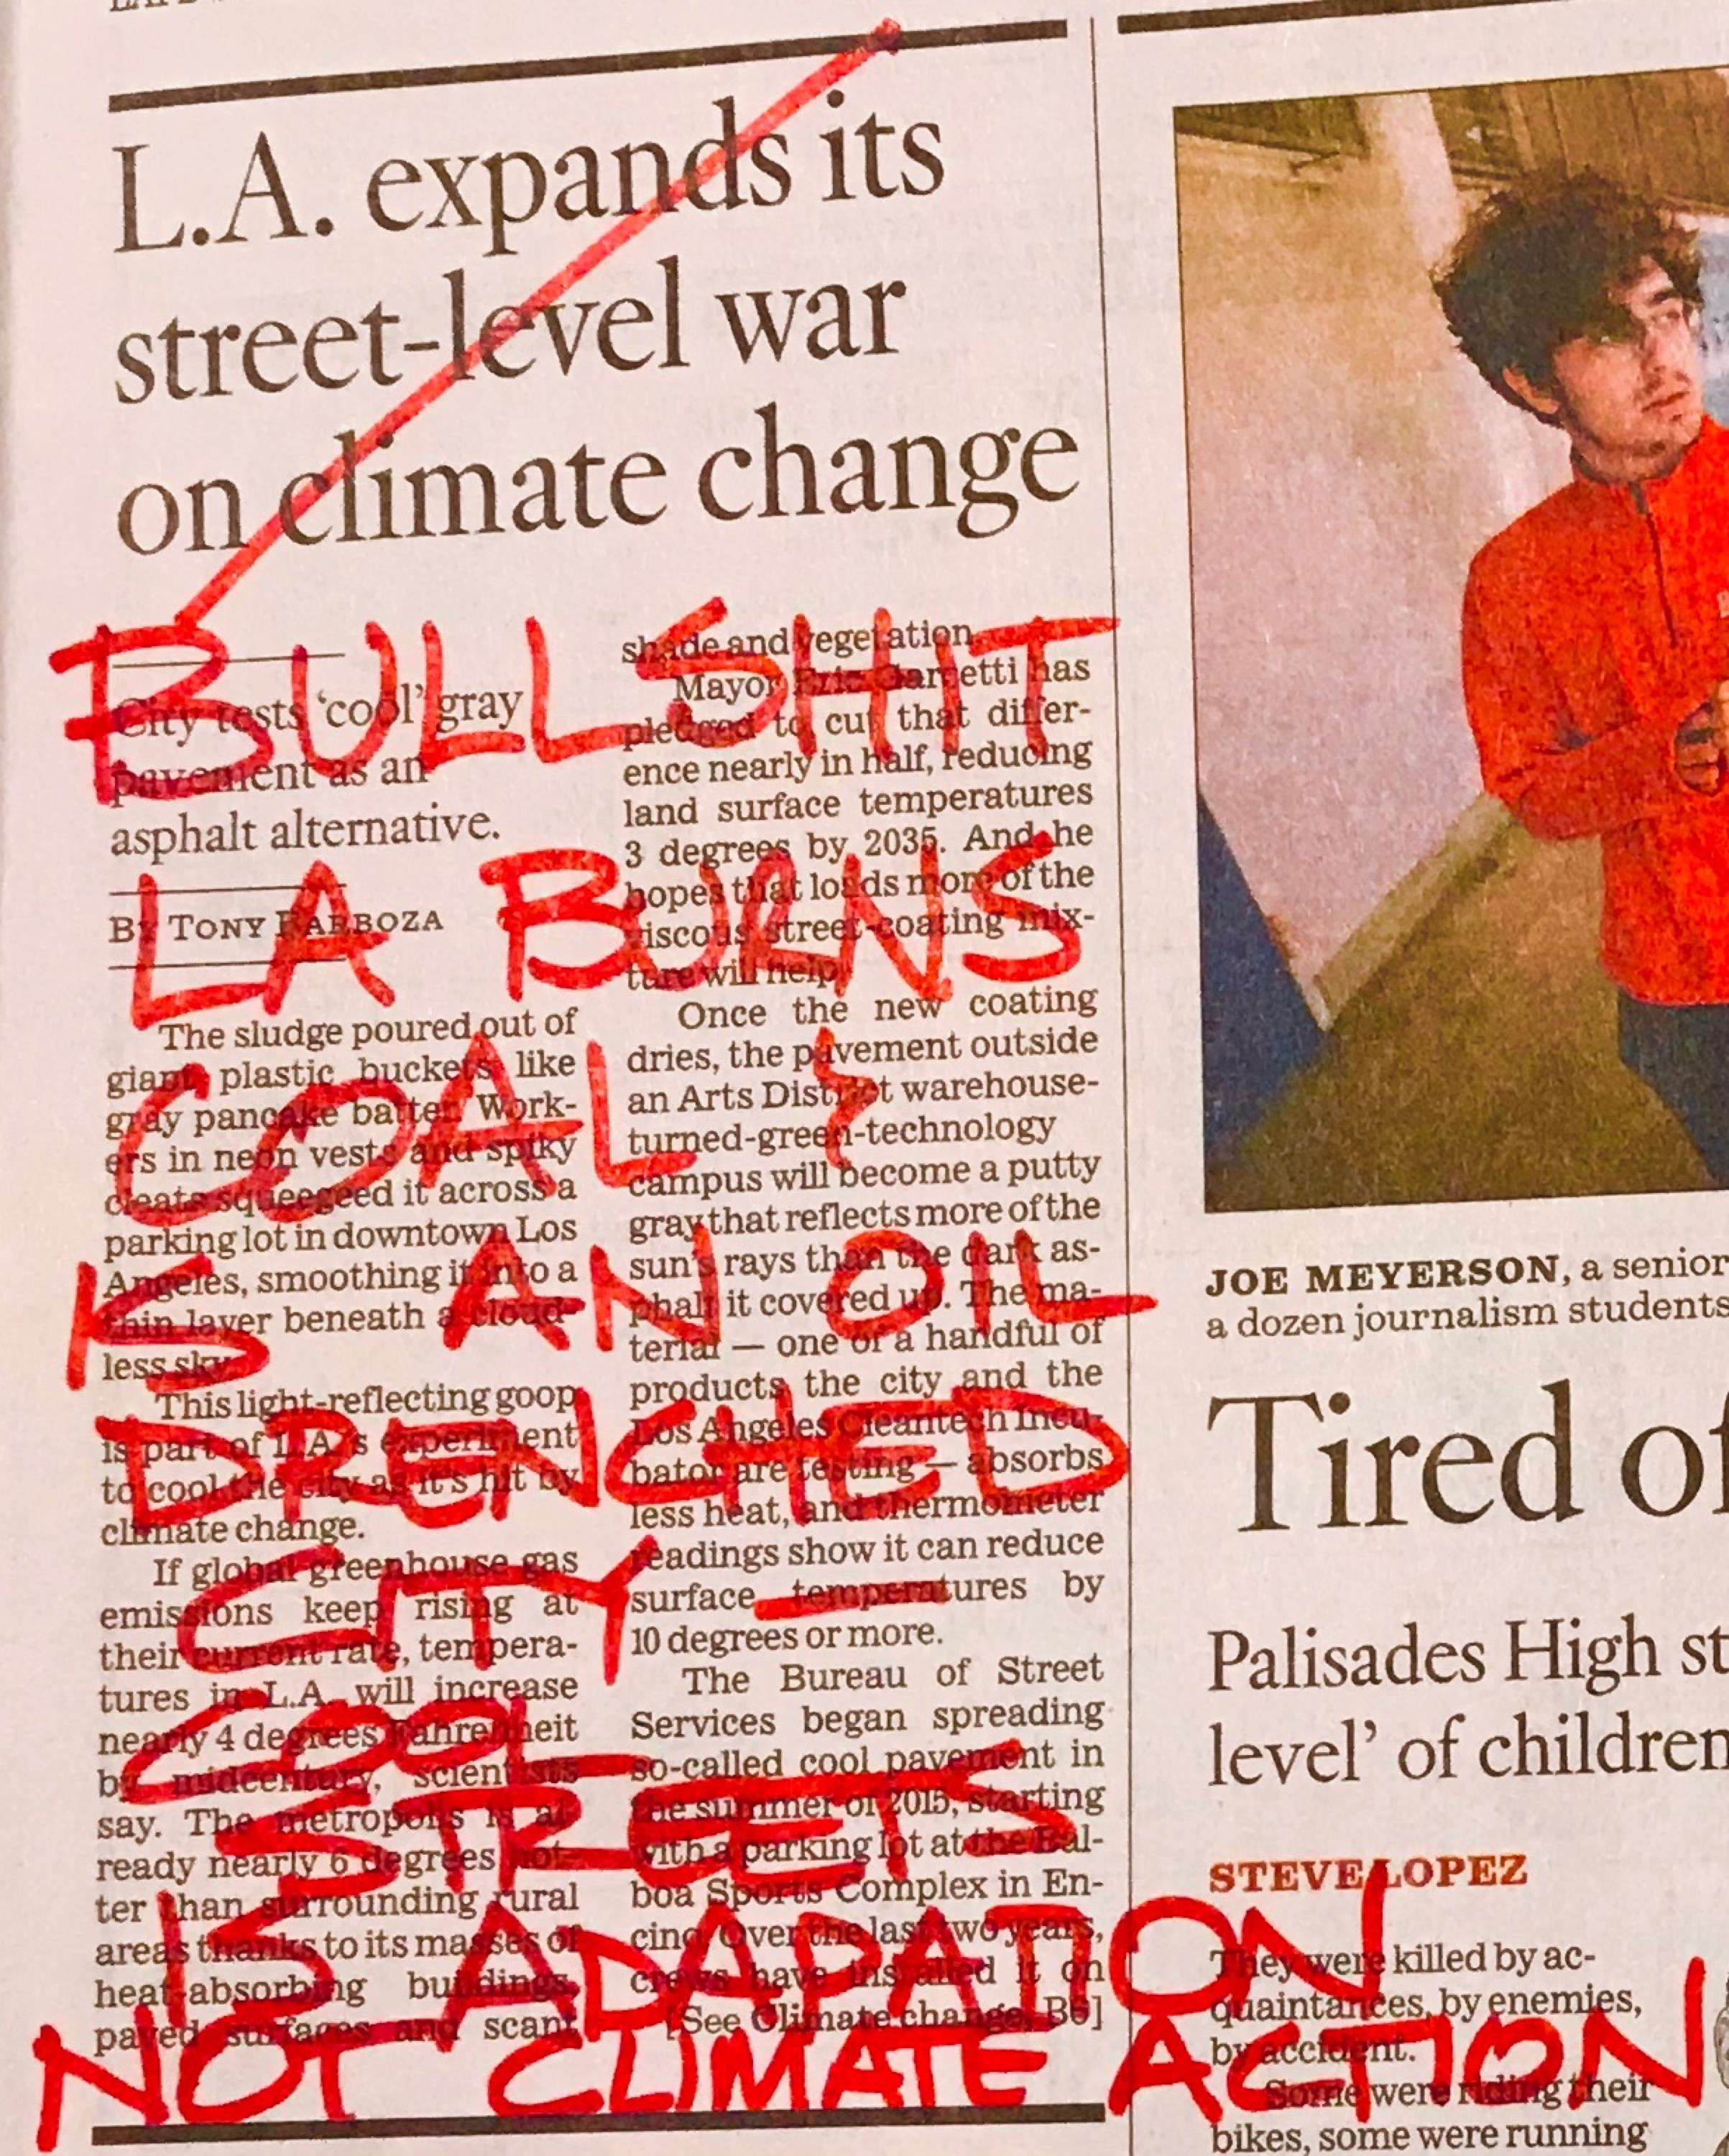 L.A. expands its
street-level war
on climate change
City tests 'cool' gray
pavement as an
asphalt alternative.
BY TONY BARBOZA
The sludge poured out of
giant plastic buckets like
gray pancake batter. Work-
ers in neon vests and spiky
cleats squeegeed it across a
parking lot in downtown Los
Angeles, smoothing it into a
thin layer beneath a cloud-
less sky.
This light-reflecting goop
is part of L.A.'s experiment
to cool the city as it's hit by
climate change.
If global greenhouse gas
emissions keep rising at
their current rate, tempera-
tures in L.A. will increase
nearly 4 degrees Fahrenheit
by midcentury, scientists
say. The metropolis is al-
ready nearly 6 degrees hot-
ter than surrounding rural
areas thanks to its masses of
heat-absorbing buildings,
paved surfaces and scant
shade and vegetation.
Mayor Eric Garcetti has
pledged to cut that differ-
ence nearly in half, reducing
land surface temperatures
3 degrees by 2035. And he
hopes that loads more of the
viscous street-coating mix-
ture will help.
Once the new coating
dries, the pavement outside
an Arts District warehouse-
turned-green-technology
campus will become a putty
gray that reflects more of the
sun's rays than the dark as-
phalt it covered up. The ma-
terial — one of a handful of
products the city and the
Los Angeles Cleantech Incu-
bator are testing — absorbs
less heat, and thermometer
readings show it can reduce
surface temperatures by
10 degrees or more.
The Bureau of Street
Services began spreading
so-called cool pavement in
the summer of 2015, starting
with a parking lot at the Bal-
boa Sports Complex in En-
cino. Over the last two years,
crews have installed it on
[See Climate change, B6]
BULLSHIT
LA BURNS
COAL &
IS AN OIL
DRENCHED
CITY
COOL
STREETS
IS ADAPATION
NOT CLIMATE ACTION
JOE MEYERSON, a senior
a dozen journalism students
Tired of
Palisades High st
level' of children
STEVE LOPEZ
They were killed by ac-
quaintances, by enemies,
by accident.
Some were riding their
bikes, some were running